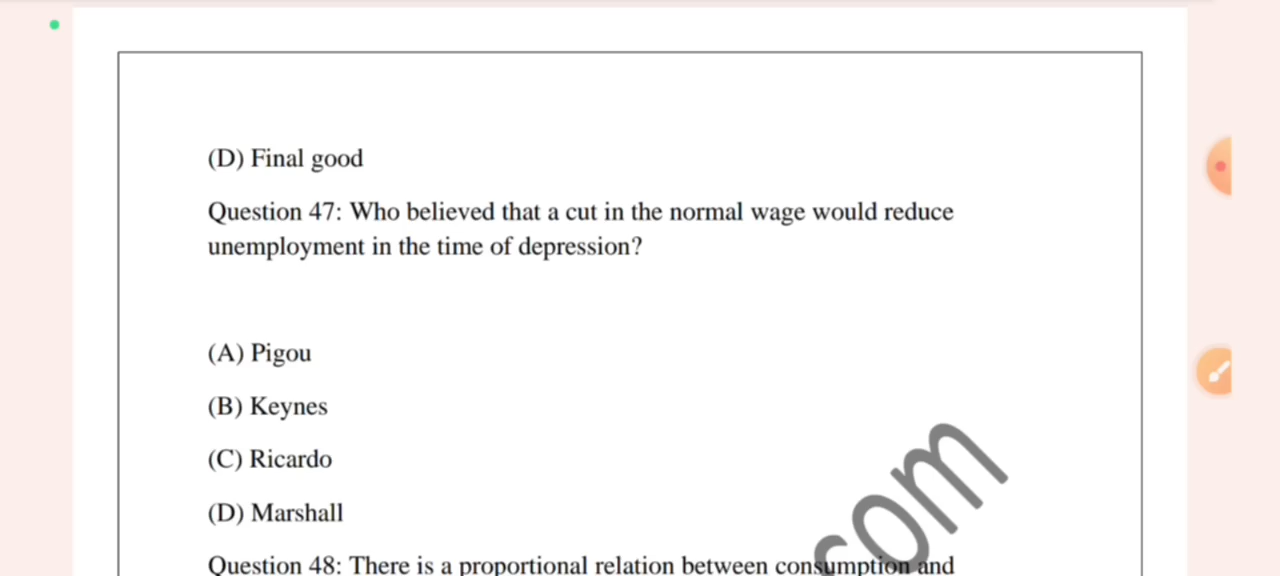 (D) Final good
Question 47: Who believed that a cut in the normal wage would reduce
unemployment in the time of depression?
(A) Pigou
(B) Keynes
(C) Ricardo
(D) Marshall
com
Question 48: There is a proportional relation between consumption and